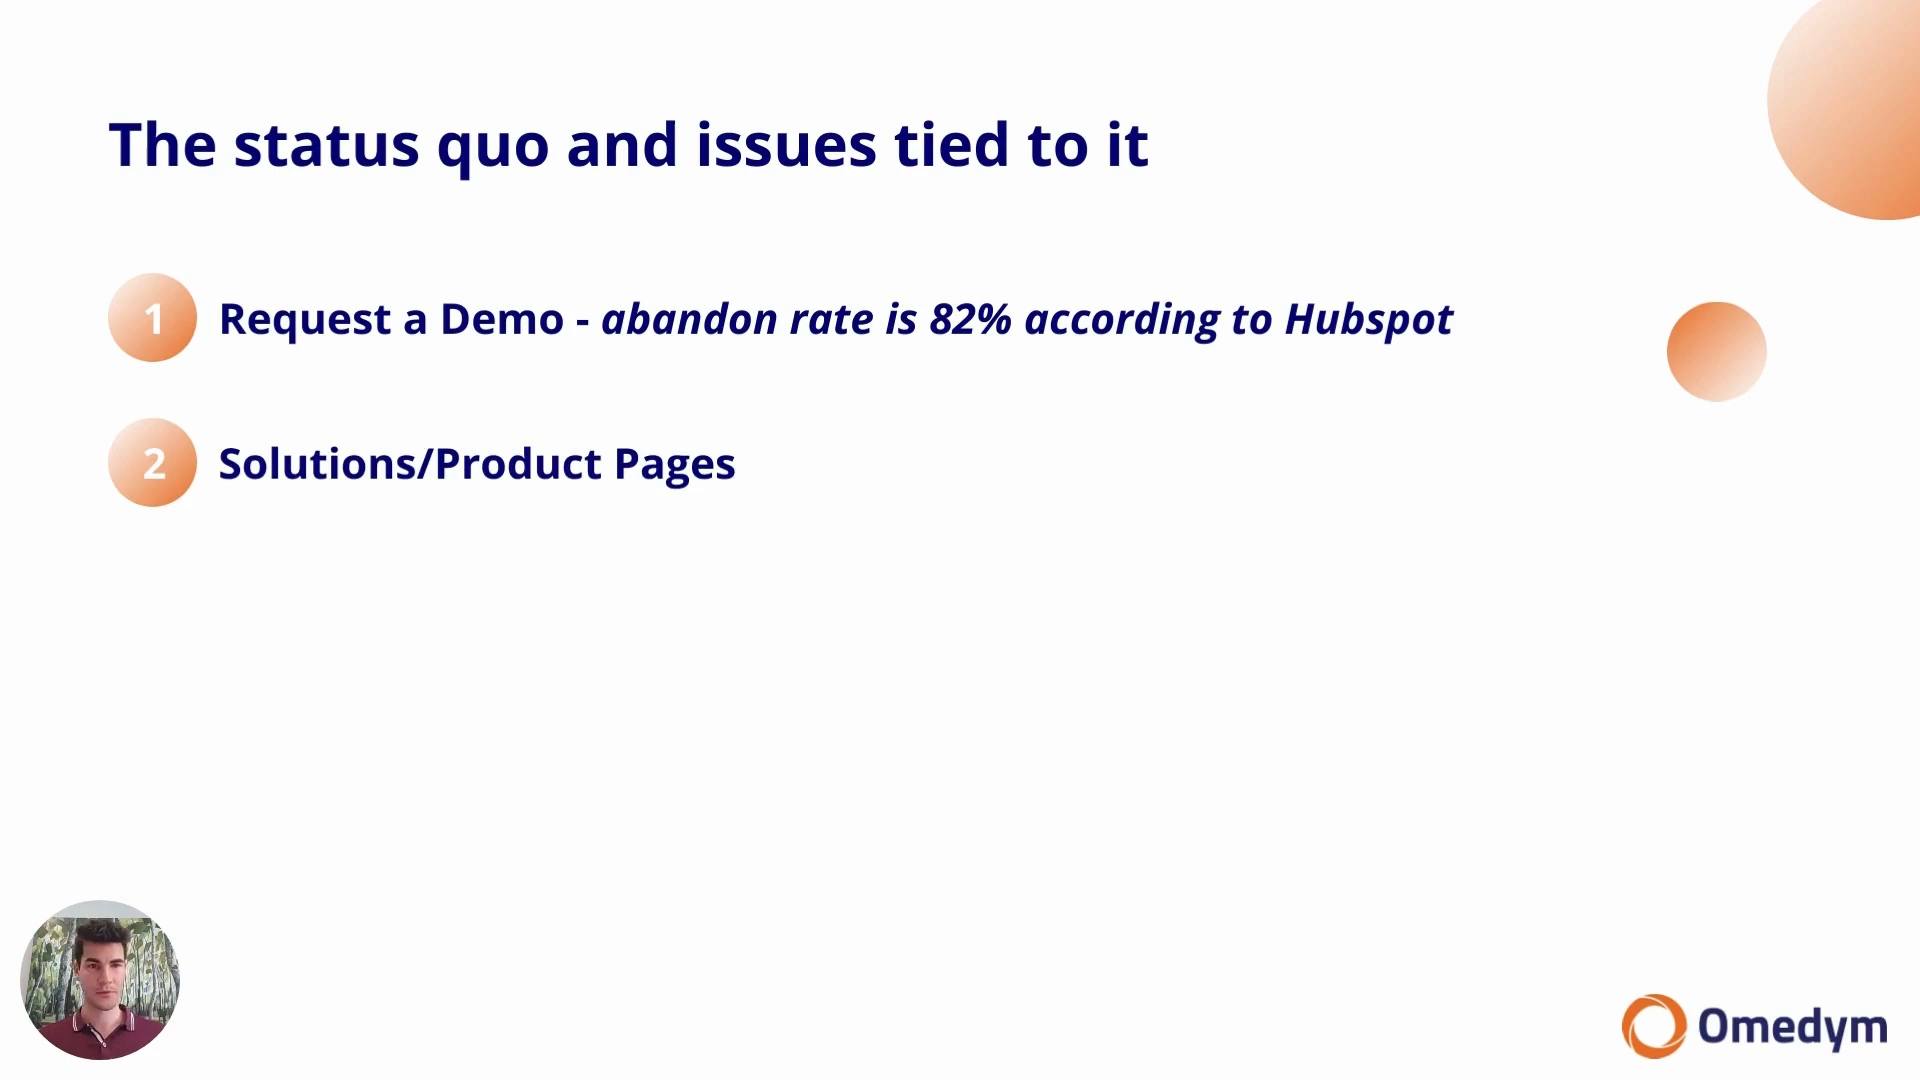 The status quo and issues tied to it
1 Request a Demo - abandon rate is 82% according to Hubspot
2 Solutions/Product Pages
Omedym